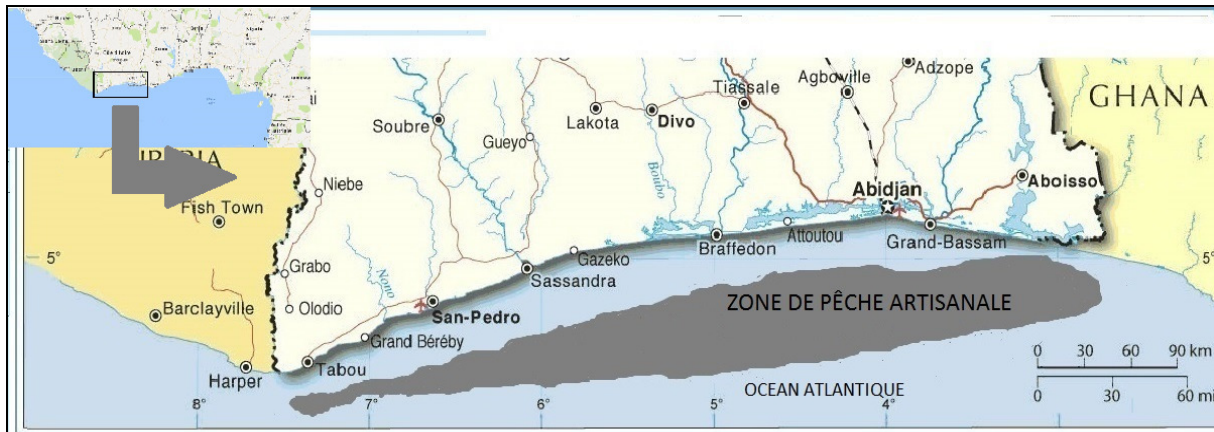 GHANA
Adzope
Agboville
Tiassale
Soubre
Gueyo
Lakota
Divo
Boubo
Niebe
Abidjan
Aboisso
Fish Town
Attoutou
Grand-Bassam
Braffedon
Gazeko
Sassandra
5°
5°
Grabo
Nono
Olodio
Barclayville
San-Pedro
ZONE DE PÊCHE ARTISANALE
Grand Béréby
Harper
Tabou
0 30 60 90 km
0 30 60 mi
OCEAN ATLANTIQUE
8°
7°
6°
5°
4°